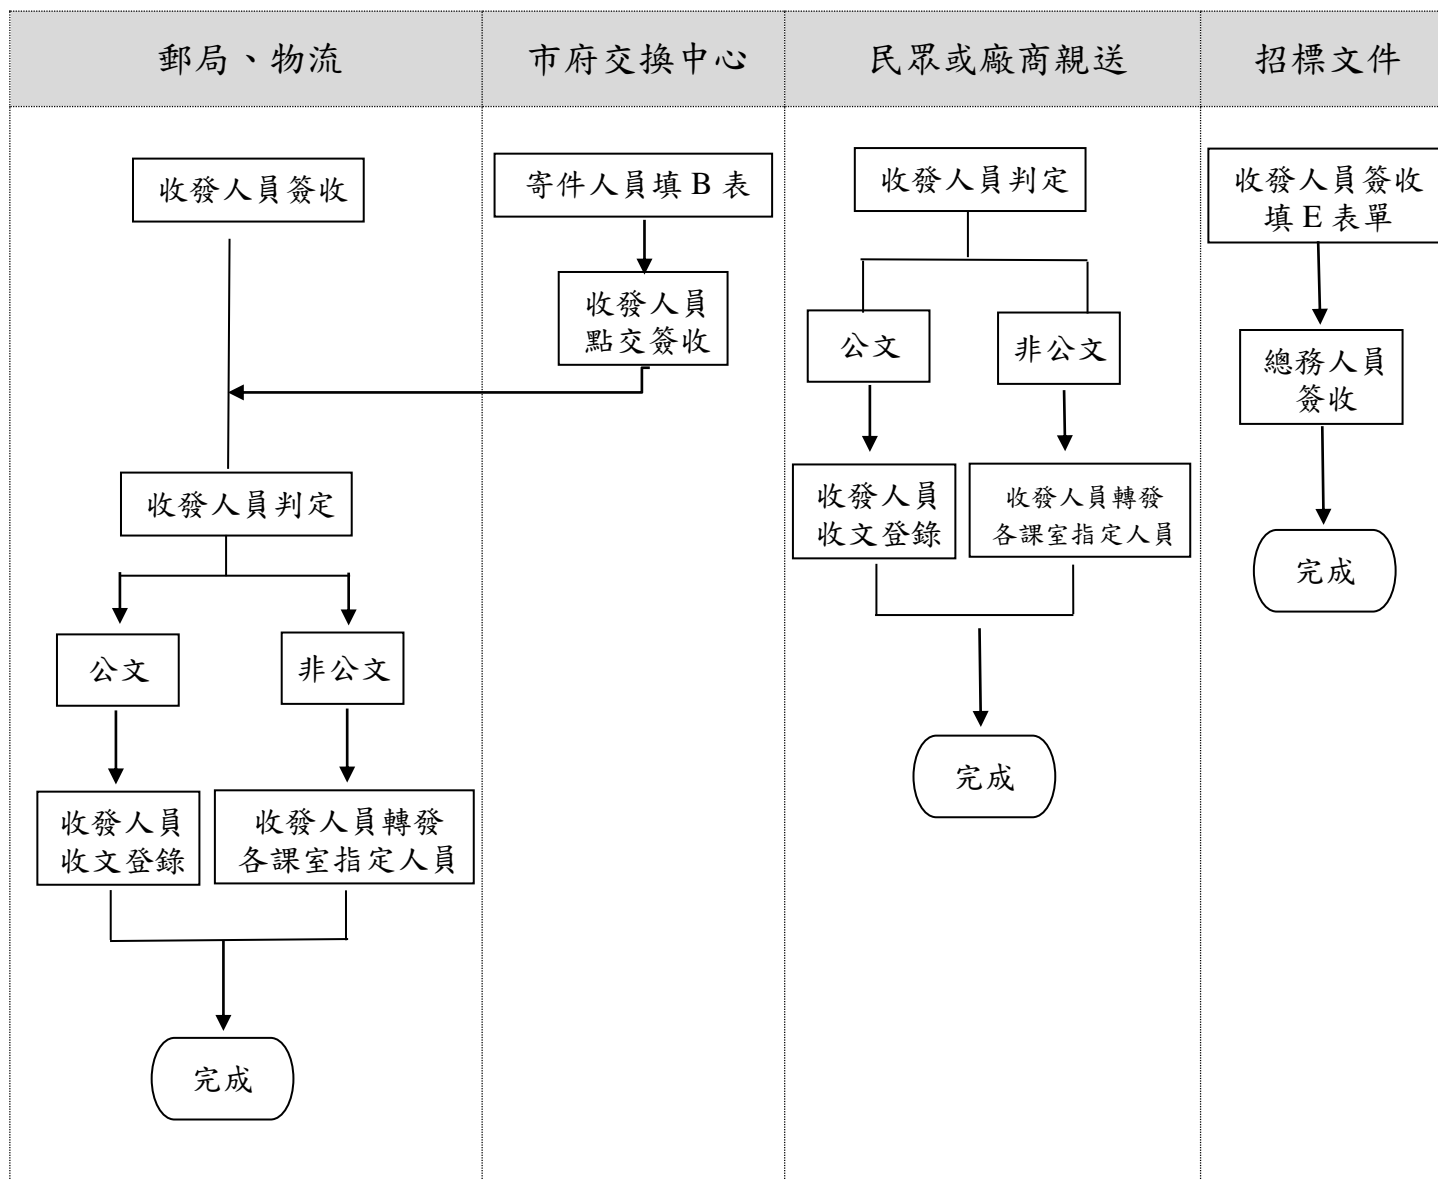 郵局、物流
市府交換中心
民眾或廠商親送
招標文件
收發人員簽收
收發人員判定
公文
非公文
收發人員
收文登錄
收發人員轉發
各課室指定人員
完成
寄件人員填 B 表
收發人員
點交簽收
收發人員判定
公文
非公文
收發人員
收文登錄
收發人員轉發
各課室指定人員
完成
收發人員簽收
填 E 表單
總務人員
簽收
完成